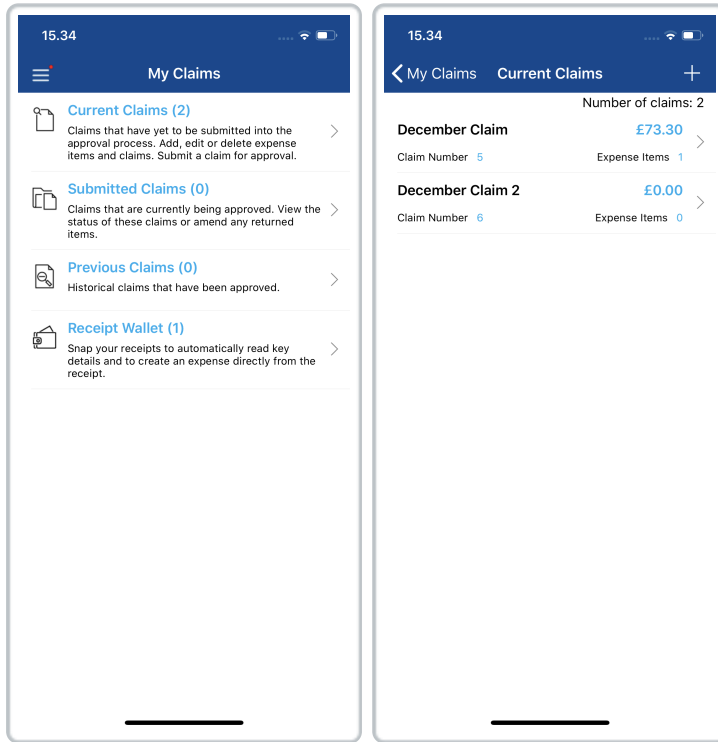 15.34
My Claims
Current Claims (2)
Claims that have yet to be submitted into the
approval process. Add, edit or delete expense
items and claims. Submit a claim for approval.
Submitted Claims (0)
Claims that are currently being approved. View the
status of these claims or amend any returned
items.
Previous Claims (0)
Historical claims that have been approved.
Receipt Wallet (1)
Snap your receipts to automatically read key
details and to create an expense directly from the
receipt.
15.34
My Claims Current Claims
Number of claims: 2
December Claim £73.30
Claim Number 5 Expense Items 1
December Claim 2 £0.00
Claim Number 6 Expense Items 0